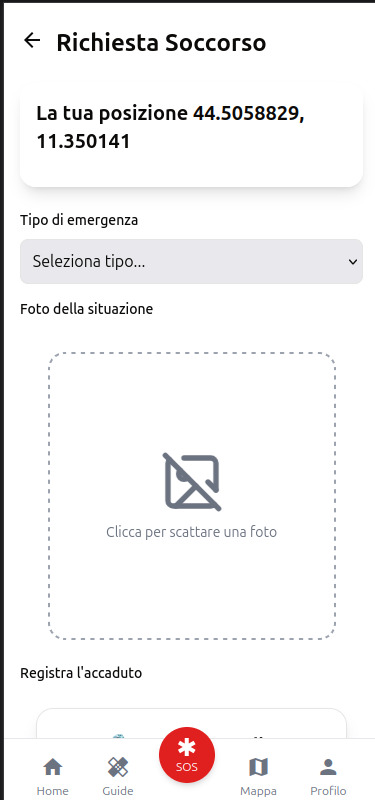 Richiesta Soccorso
La tua posizione 44.5058829,
11.350141
Tipo di emergenza
Seleziona tipo...
Foto della situazione
Clicca per scattare una foto
Registra l'accaduto
SOS
Home
Guide
Mappa
Profilo